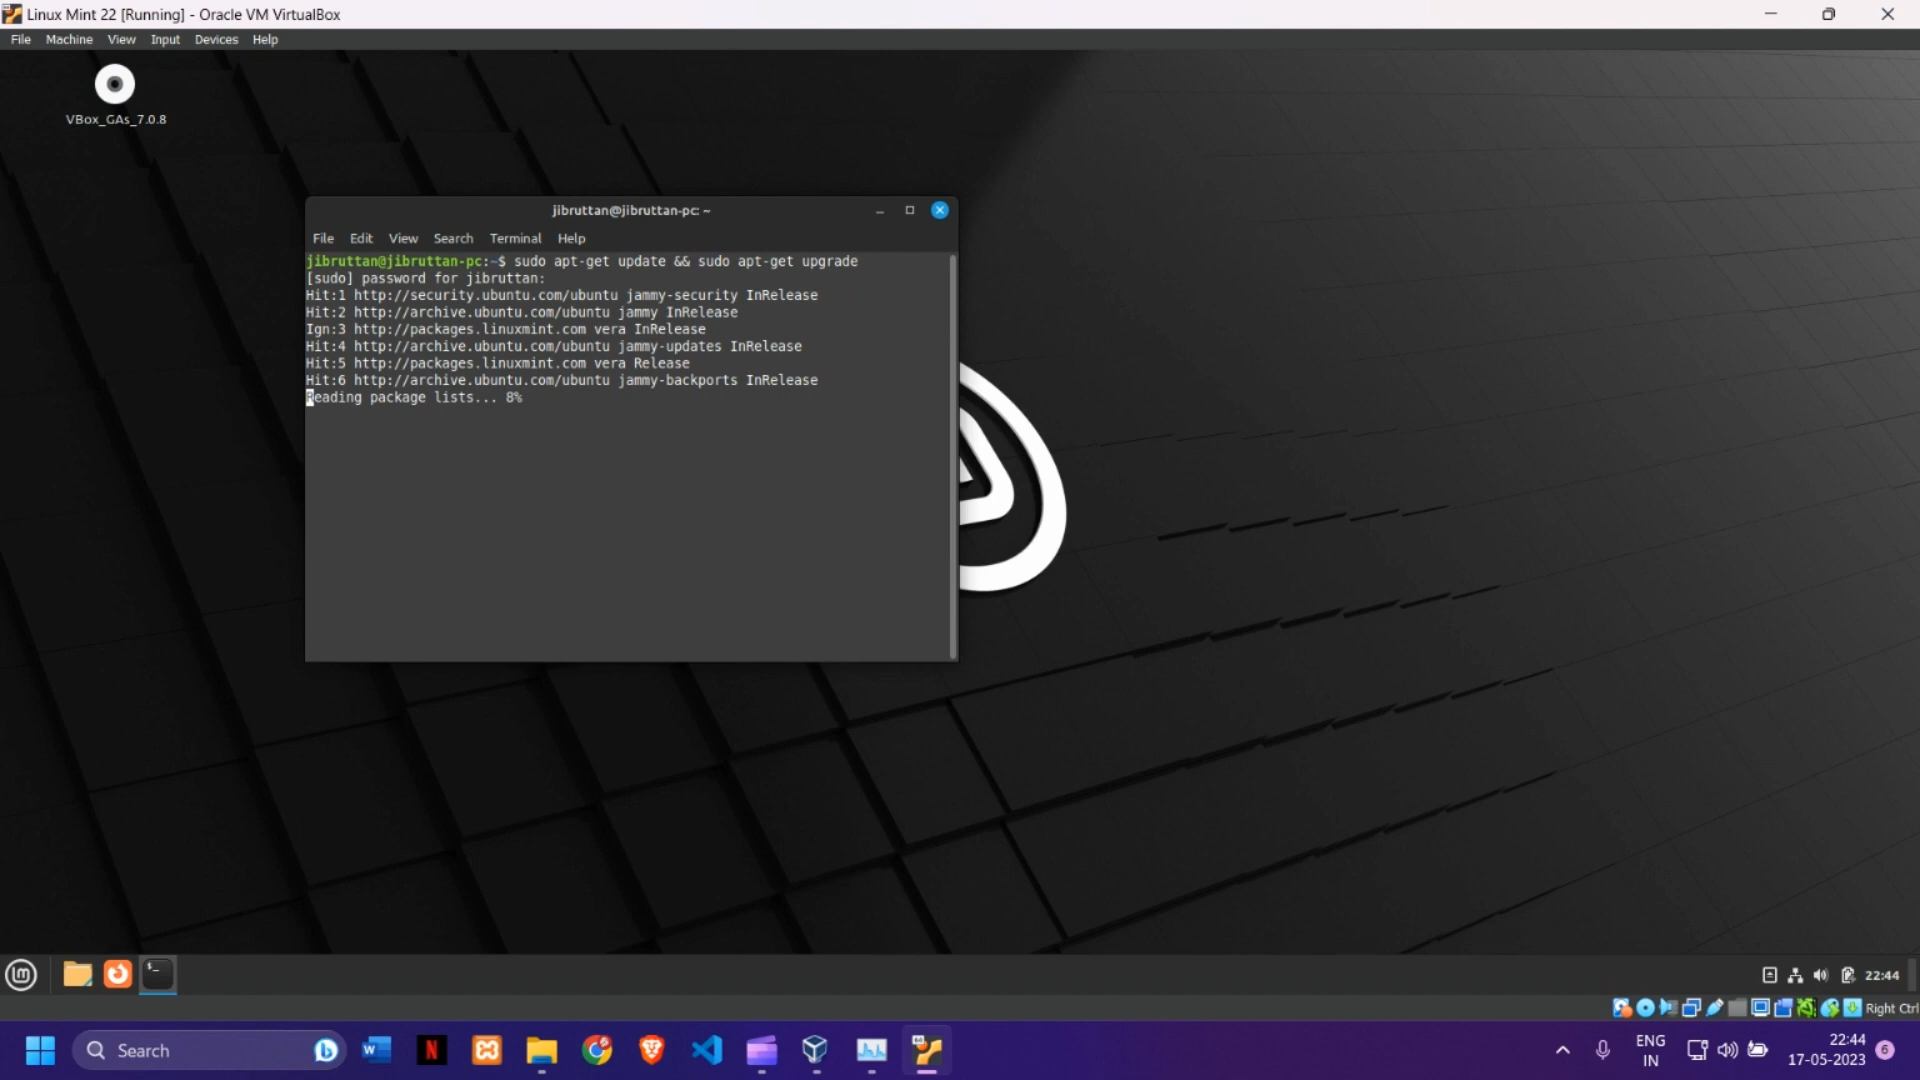 Linux Mint 22 [Running] - Oracle VM VirtualBox
File Machine View Input Devices Help
VBox_GAs_7.0.8
jibruttan@jibruttan-pc: ~
File Edit View Search Terminal Help
jibruttan@jibruttan-pc:~$ sudo apt-get update && sudo apt-get upgrade
[sudo] password for jibruttan:
Hit:1 http://security.ubuntu.com/ubuntu jammy-security InRelease
Hit:2 http://archive.ubuntu.com/ubuntu jammy InRelease
Ign:3 http://packages.linuxmint.com vera InRelease
Hit:4 http://archive.ubuntu.com/ubuntu jammy-updates InRelease
Hit:5 http://packages.linuxmint.com vera Release
Hit:6 http://archive.ubuntu.com/ubuntu jammy-backports InRelease
Reading package lists... 8%
22:44
Right Ctrl
Search
ENG
IN
22:44
17-05-2023
6